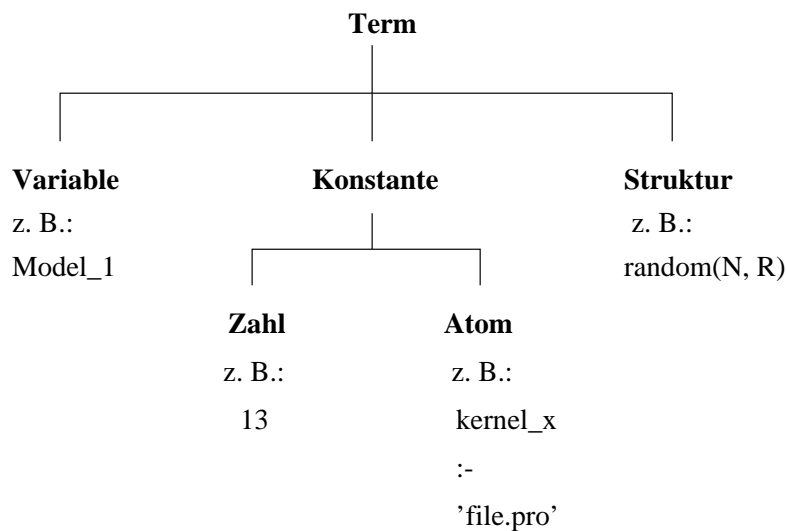 Term
Variable Konstante Struktur
z. B.: z. B.:
Model_1 random(N, R)
Zahl Atom
z. B.: z. B.:
13 kernel_x
:-
’file.pro’